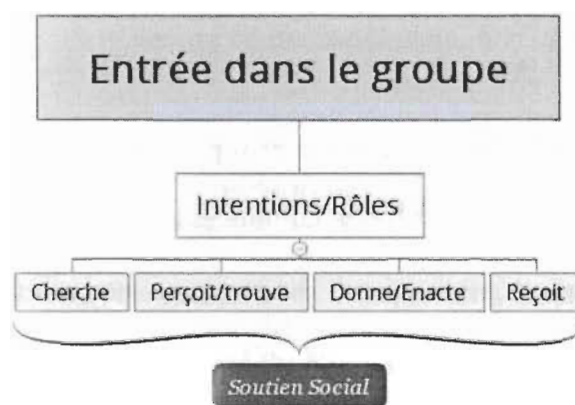 Entrée dans le groupe
Intentions/Rôles
Cherche Perçoit/trouve Donne/Enacte Reçoit
Soutien Social